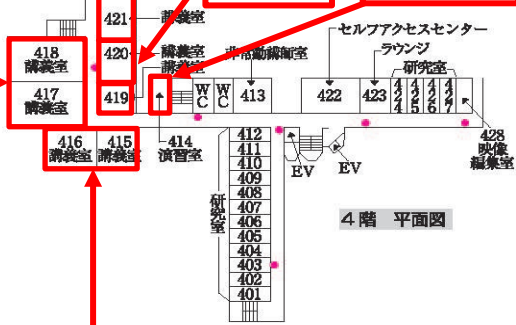 421 講義室
420 講義室
講義室
419
418
講義室
417
講義室
416
講義室
415
講義室
414
演習室
WC
WC
非常勤講師室
413
セルフアクセスセンター
422
ラウンジ
423
研究室
424
425
426
427
428
映像
編集室
EV
EV
412
411
410
409
408
407
406
405
404
403
402
401
研究室
4階 平面図